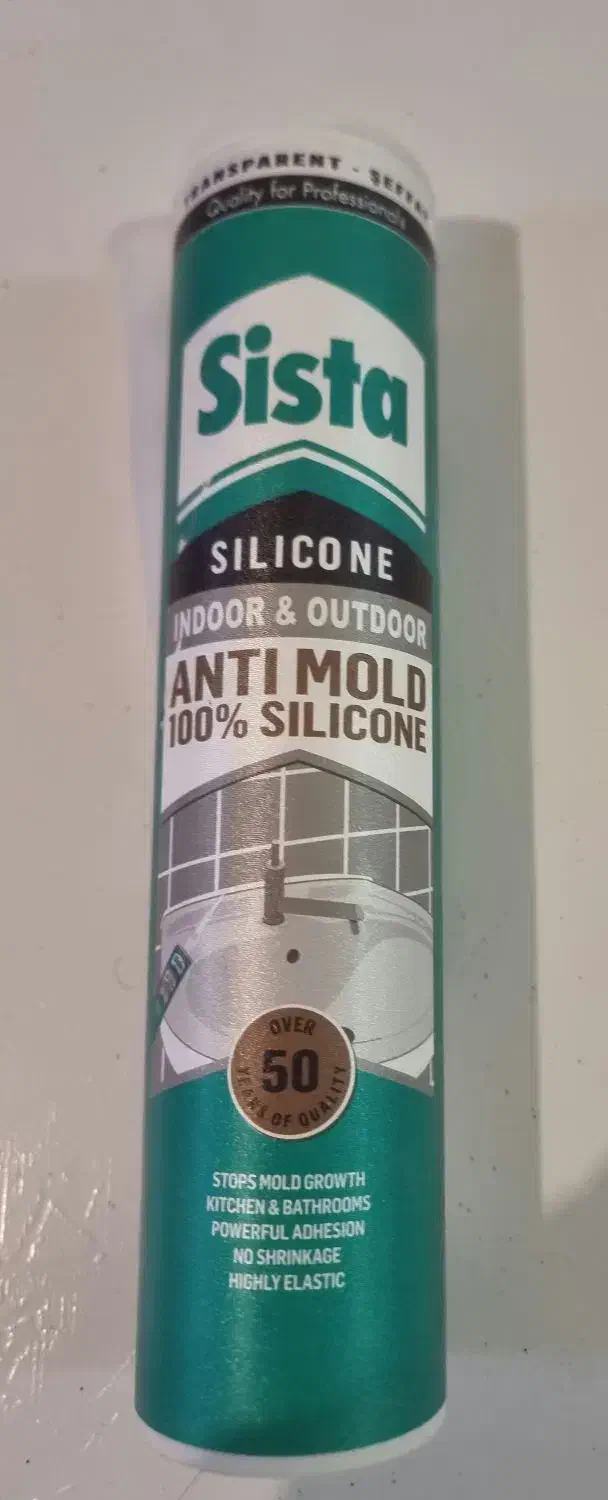 TRANSPARENT -
Quality for Professionals
Sista
SILICONE
INDOOR & OUTDOOR
ANTI MOLD
100% SILICONE
OVER
50
YEARS OF QUALITY
STOPS MOLD GROWTH
KITCHEN & BATHROOMS
POWERFUL ADHESION
NO SHRINKAGE
HIGHLY ELASTIC